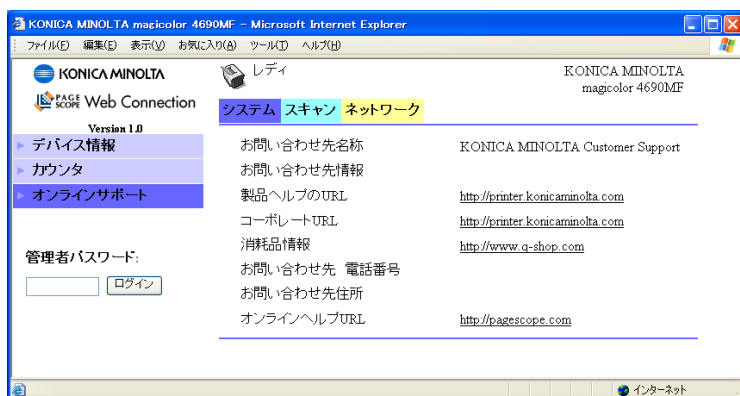 KONICA MINOLTA magicolor 4690MF - Microsoft Internet Explorer
ファイル(F) 編集(E) 表示(V) お気に入り(A) ツール(T) ヘルプ(H)
KONICA MINOLTA
レディ
KONICA MINOLTA
magicolor 4690MF
PAGE SCOPE Web Connection
Version 1.0
システム スキャン ネットワーク
デバイス情報
カウンタ
オンラインサポート
管理者パスワード:
ログイン
お問い合わせ先名称 KONICA MINOLTA Customer Support
お問い合わせ先情報
製品ヘルプのURL http://printer.konicaminolta.com
コーポレートURL http://printer.konicaminolta.com
消耗品情報 http://www.q-shop.com
お問い合わせ先 電話番号
お問い合わせ先住所
オンラインヘルプURL http://pagescope.com
インターネット